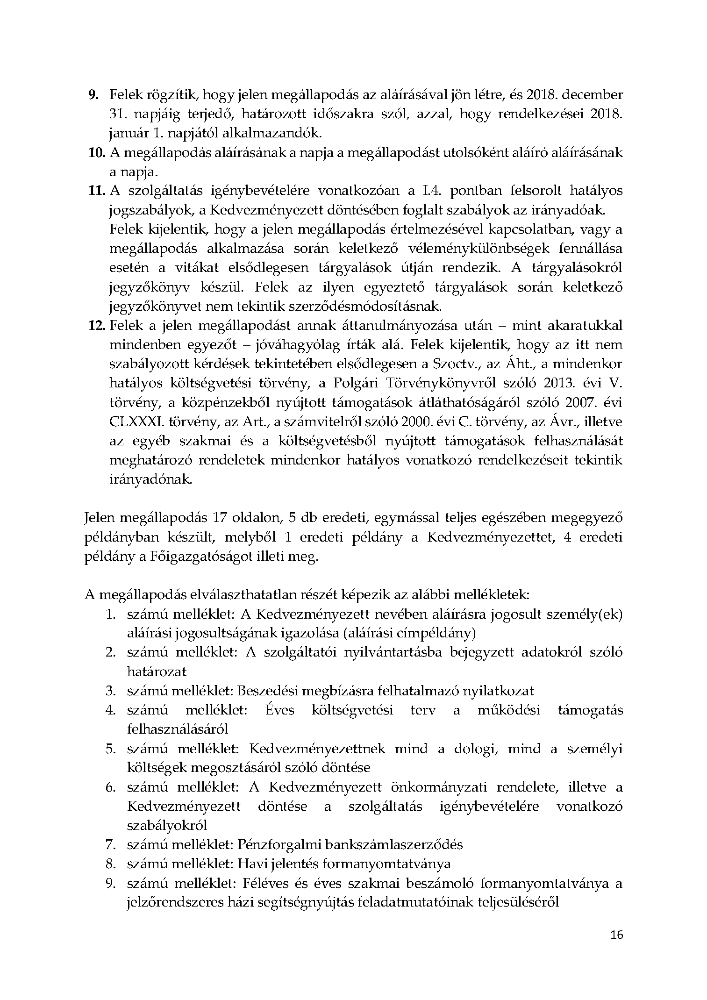 9. Felek rögzítik, hogy jelen megállapodás az aláírásával jön létre, és 2018. december
31. napjáig terjedő, határozott időszakra szól, azzal, hogy rendelkezései 2018.
január 1. napjától alkalmazandók.
10. A megállapodás aláírásának a napja a megállapodást utolsóként aláíró aláírásának
a napja.
11. A szolgáltatás igénybevételére vonatkozóan a I.4. pontban felsorolt hatályos
jogszabályok, a Kedvezményezett döntésében foglalt szabályok az irányadóak.
Felek kijelentik, hogy a jelen megállapodás értelmezésével kapcsolatban, vagy a
megállapodás alkalmazása során keletkező véleménykülönbségek fennállása
esetén a vitákat elsődlegesen tárgyalások útján rendezik. A tárgyalásokról
jegyzőkönyv készül. Felek az ilyen egyeztető tárgyalások során keletkező
jegyzőkönyvet nem tekintik szerződésmódosításnak.
12. Felek a jelen megállapodást annak áttanulmányozása után – mint akaratukkal
mindenben egyezőt – jóváhagyólag írták alá. Felek kijelentik, hogy az itt nem
szabályozott kérdések tekintetében elsődlegesen a Szoctv., az Áht., a mindenkor
hatályos költségvetési törvény, a Polgári Törvénykönyvről szóló 2013. évi V.
törvény, a közpénzekből nyújtott támogatások átláthatóságáról szóló 2007. évi
CLXXXI. törvény, az Art., a számvitelről szóló 2000. évi C. törvény, az Ávr., illetve
az egyéb szakmai és a költségvetésből nyújtott támogatások felhasználását
meghatározó rendeletek mindenkor hatályos vonatkozó rendelkezéseit tekintik
irányadónak.
Jelen megállapodás 17 oldalon, 5 db eredeti, egymással teljes egészében megegyező
példányban készült, melyből 1 eredeti példány a Kedvezményezettet, 4 eredeti
példány a Főigazgatóságot illeti meg.
A megállapodás elválaszthatatlan részét képezik az alábbi mellékletek:
1. számú melléklet: A Kedvezményezett nevében aláírásra jogosult személy(ek)
aláírási jogosultságának igazolása (aláírási címpéldány)
2. számú melléklet: A szolgáltatói nyilvántartásba bejegyzett adatokról szóló
határozat
3. számú melléklet: Beszedési megbízásra felhatalmazó nyilatkozat
4. számú melléklet: Éves költségvetési terv a működési támogatás
felhasználásáról
5. számú melléklet: Kedvezményezettnek mind a dologi, mind a személyi
költségek megosztásáról szóló döntése
6. számú melléklet: A Kedvezményezett önkormányzati rendelete, illetve a
Kedvezményezett döntése a szolgáltatás igénybevételére vonatkozó
szabályokról
7. számú melléklet: Pénzforgalmi bankszámlaszerződés
8. számú melléklet: Havi jelentés formanyomtatványa
9. számú melléklet: Féléves és éves szakmai beszámoló formanyomtatványa a
jelzőrendszeres házi segítségnyújtás feladatmutatóinak teljesüléséről
16